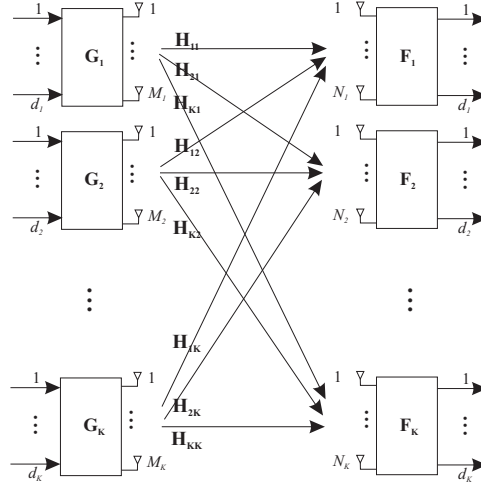 1 G₁ 1 H₁₁ 1 F₁ 1
⋮ ⋮ H₂₁ ⋮ ⋮
d₁ M₁ H_K1 N₁ d₁
1 G₂ 1 H₁₂ 1 F₂ 1
⋮ ⋮ H₂₂ ⋮ ⋮
d₂ M₂ H_K2 N₂ d₂
⋮ ⋮
H_1K
1 G_K 1 H_2K 1 F_K 1
⋮ ⋮ H_KK ⋮ ⋮
d_K M_K N_K d_K